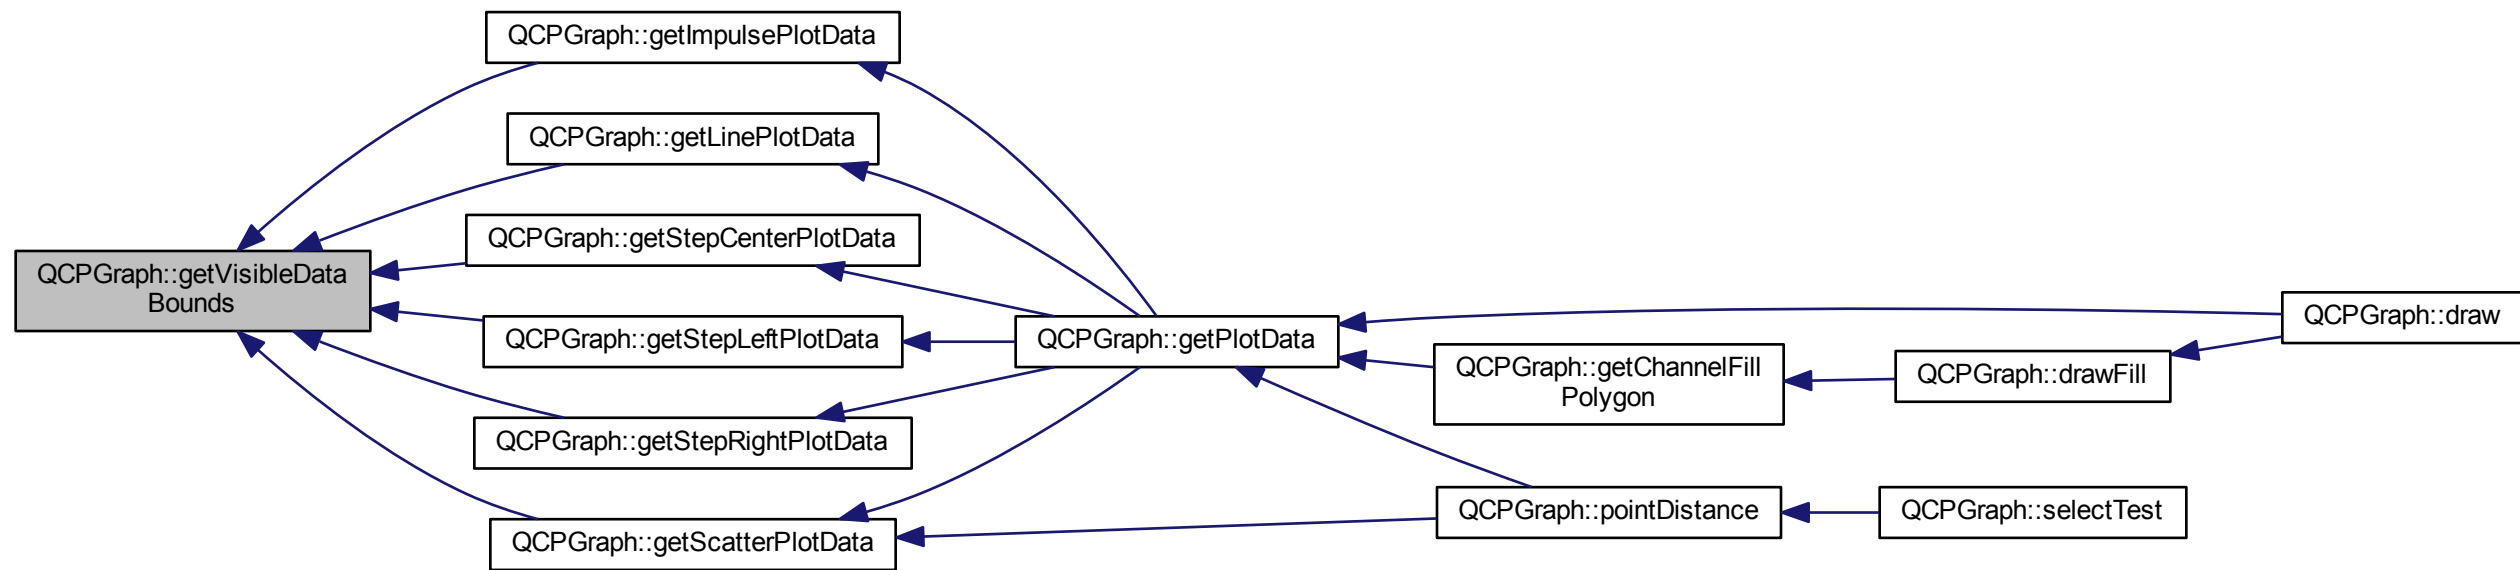 QCPGraph::getImpulsePlotData
QCPGraph::getLinePlotData
QCPGraph::getStepCenterPlotData
QCPGraph::getVisibleData
Bounds
QCPGraph::getStepLeftPlotData
QCPGraph::getStepRightPlotData
QCPGraph::getScatterPlotData
QCPGraph::getPlotData
QCPGraph::getChannelFill
Polygon
QCPGraph::pointDistance
QCPGraph::drawFill
QCPGraph::selectTest
QCPGraph::draw